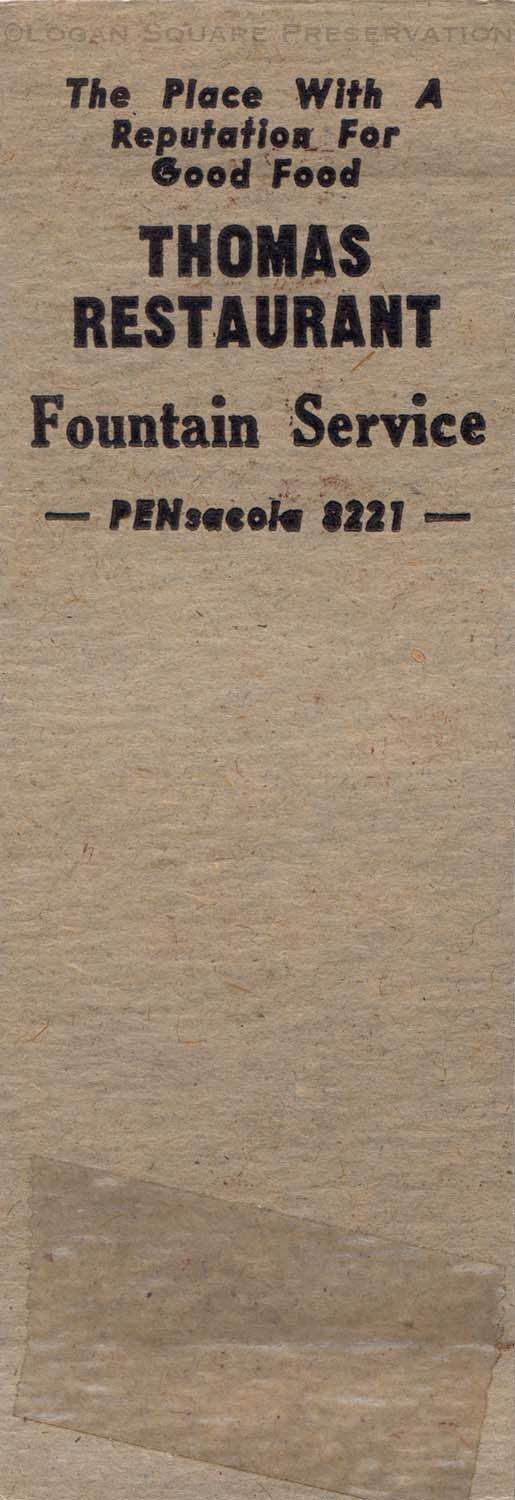 ©Logan Square Preservation
The Place With A
Reputation For
Good Food
THOMAS
RESTAURANT
Fountain Service
— PENsacola 8221 —